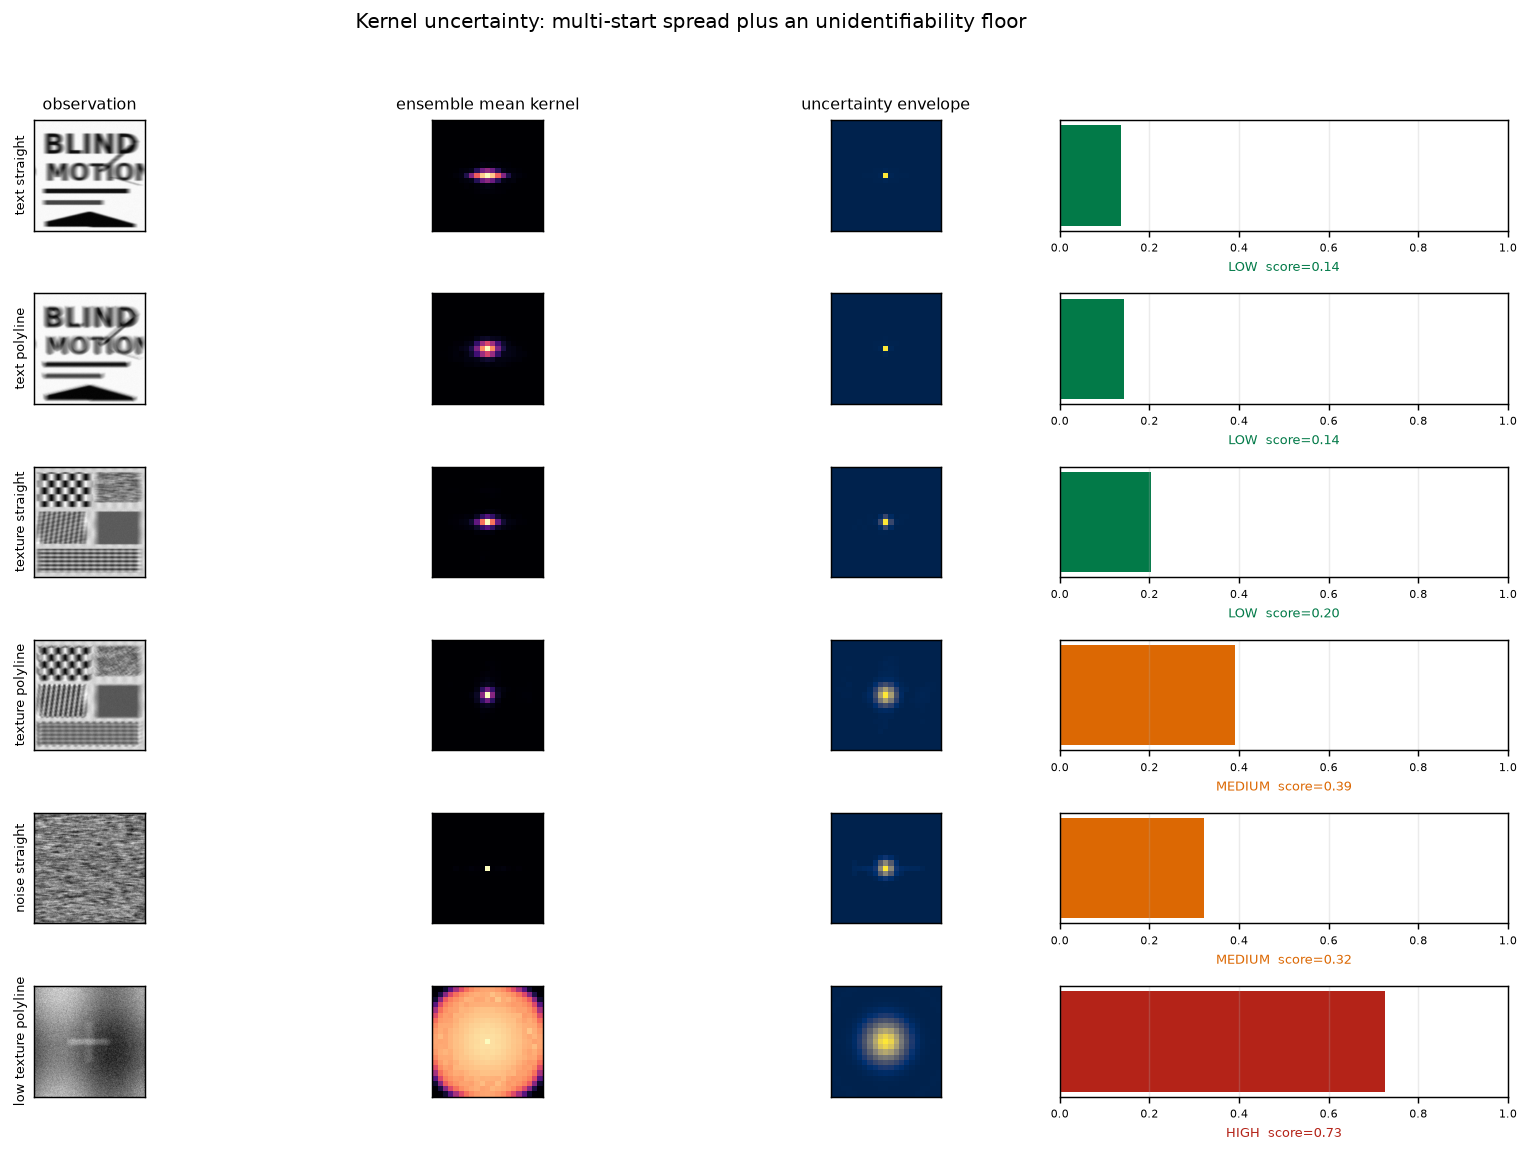 Kernel uncertainty: multi-start spread plus an unidentifiability floor
observation
ensemble mean kernel
uncertainty envelope
text straight
BLIND
MOTION
0.0 0.2 0.4 0.6 0.8 1.0
LOW score=0.14
text polyline
BLIND
MOTION
0.0 0.2 0.4 0.6 0.8 1.0
LOW score=0.14
texture straight
0.0 0.2 0.4 0.6 0.8 1.0
LOW score=0.20
texture polyline
0.0 0.2 0.4 0.6 0.8 1.0
MEDIUM score=0.39
noise straight
0.0 0.2 0.4 0.6 0.8 1.0
MEDIUM score=0.32
low texture polyline
0.0 0.2 0.4 0.6 0.8 1.0
HIGH score=0.73